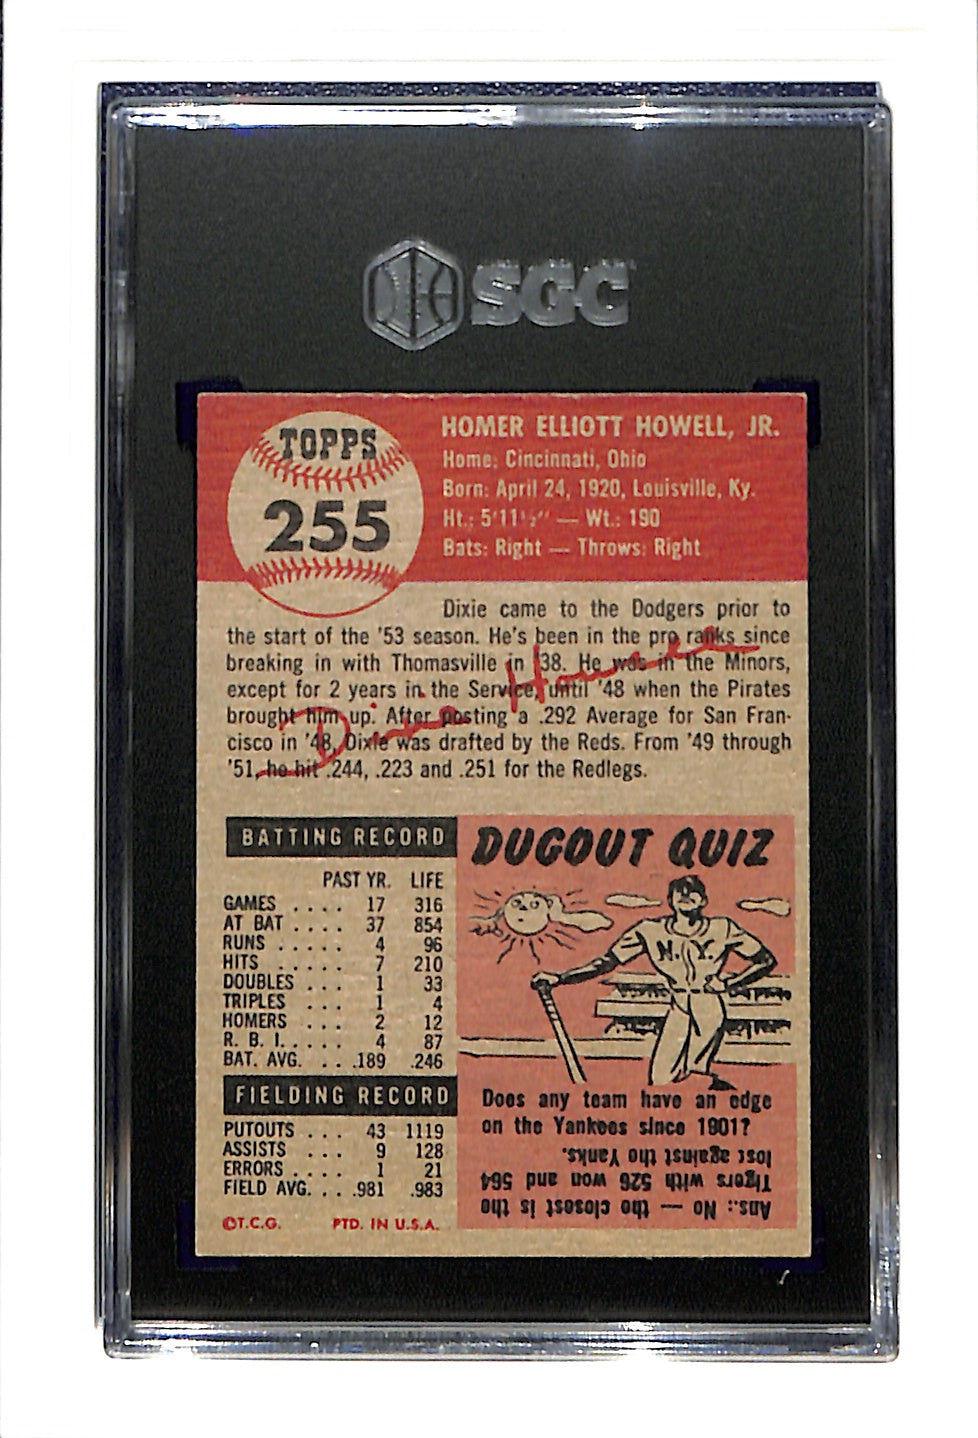 SGC
TOPPS
255
HOMER ELLIOTT HOWELL, JR.
Home: Cincinnati, Ohio
Born: April 24, 1920, Louisville, Ky.
Ht.: 5'11½" — Wt.: 190
Bats: Right — Throws: Right
Dixie came to the Dodgers prior to
the start of the '53 season. He's been in the pro ranks since
breaking in with Thomasville in '38. He was in the Minors,
except for 2 years in the Service, until '48 when the Pirates
brought him up. After posting a .292 Average for San Fran-
cisco in '48, Dixie was drafted by the Reds. From '49 through
'51, he hit .244, .223 and .251 for the Redlegs.
Dixie Howell
BATTING RECORD
PAST YR. LIFE
GAMES . . . . 17 316
AT BAT . . . . 37 854
RUNS . . . . . 4 96
HITS . . . . . 7 210
DOUBLES . . . 1 33
TRIPLES . . . 1 4
HOMERS . . . 2 12
R. B. I. . . . . 4 87
BAT. AVG. . . .189 .246
FIELDING RECORD
PUTOUTS . . . 43 1119
ASSISTS . . . 9 128
ERRORS . . . . 1 21
FIELD AVG. . . .981 .983
©T.C.G. PTD. IN U.S.A.
DUGOUT QUIZ
N.Y.
Does any team have an edge
on the Yankees since 1901?
Ans.: No — the closest is the
Tigers with 526 won and 564
lost against the Yanks.